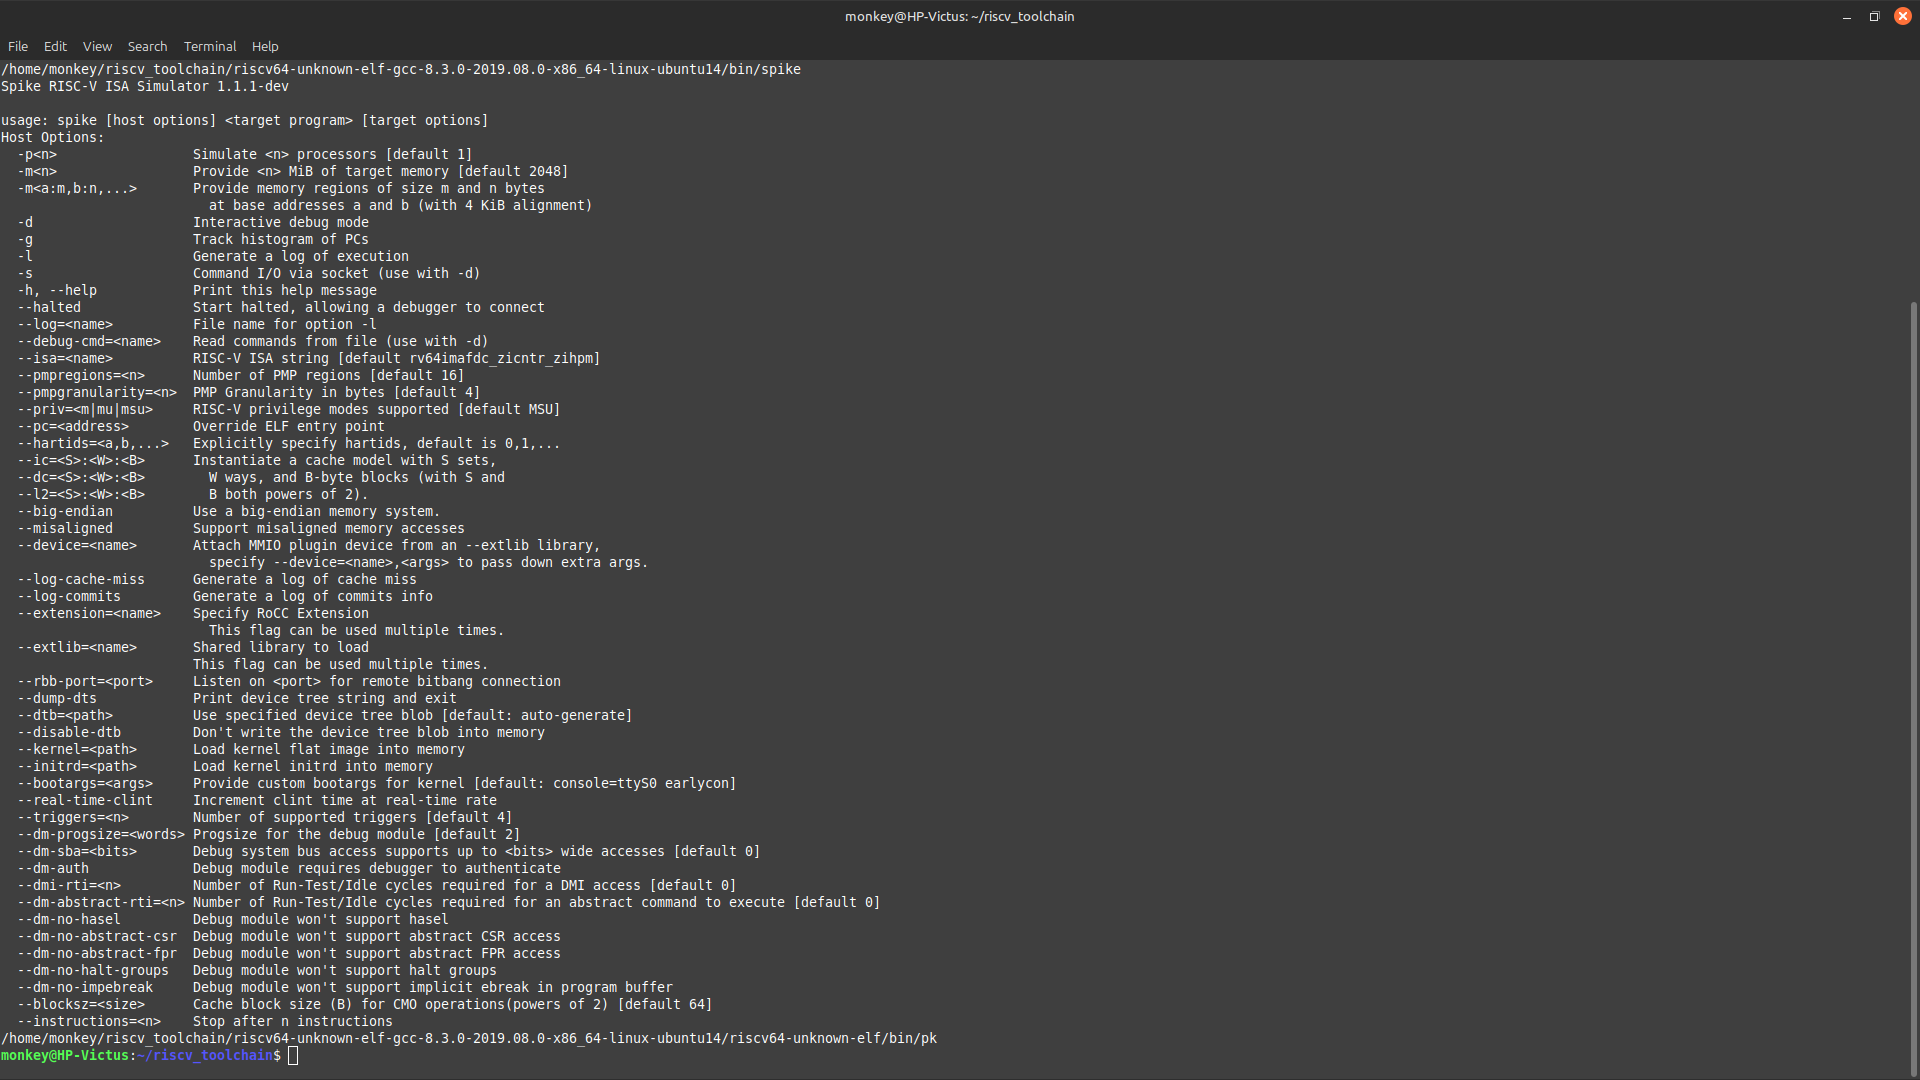 monkey@HP-Victus: ~/riscv_toolchain
File Edit View Search Terminal Help
/home/monkey/riscv_toolchain/riscv64-unknown-elf-gcc-8.3.0-2019.08.0-x86_64-linux-ubuntu14/bin/spike
Spike RISC-V ISA Simulator 1.1.1-dev

usage: spike [host options] <target program> [target options]
Host Options:
  -p<n>                 Simulate <n> processors [default 1]
  -m<n>                 Provide <n> MiB of target memory [default 2048]
  -m<a:m,b:n,...>       Provide memory regions of size m and n bytes
                          at base addresses a and b (with 4 KiB alignment)
  -d                    Interactive debug mode
  -g                    Track histogram of PCs
  -l                    Generate a log of execution
  -s                    Command I/O via socket (use with -d)
  -h, --help            Print this help message
  --halted              Start halted, allowing a debugger to connect
  --log=<name>          File name for option -l
  --debug-cmd=<name>    Read commands from file (use with -d)
  --isa=<name>          RISC-V ISA string [default rv64imafdc_zicntr_zihpm]
  --pmpregions=<n>      Number of PMP regions [default 16]
  --pmpgranularity=<n>  PMP Granularity in bytes [default 4]
  --priv=<m|mu|msu>     RISC-V privilege modes supported [default MSU]
  --pc=<address>        Override ELF entry point
  --hartids=<a,b,...>   Explicitly specify hartids, default is 0,1,...
  --ic=<S>:<W>:<B>      Instantiate a cache model with S sets,
  --dc=<S>:<W>:<B>        W ways, and B-byte blocks (with S and
  --l2=<S>:<W>:<B>        B both powers of 2).
  --big-endian          Use a big-endian memory system.
  --misaligned          Support misaligned memory accesses
  --device=<name>       Attach MMIO plugin device from an --extlib library,
                          specify --device=<name>,<args> to pass down extra args.
  --log-cache-miss      Generate a log of cache miss
  --log-commits         Generate a log of commits info
  --extension=<name>    Specify RoCC Extension
                          This flag can be used multiple times.
  --extlib=<name>       Shared library to load
                        This flag can be used multiple times.
  --rbb-port=<port>     Listen on <port> for remote bitbang connection
  --dump-dts            Print device tree string and exit
  --dtb=<path>          Use specified device tree blob [default: auto-generate]
  --disable-dtb         Don't write the device tree blob into memory
  --kernel=<path>       Load kernel flat image into memory
  --initrd=<path>       Load kernel initrd into memory
  --bootargs=<args>     Provide custom bootargs for kernel [default: console=ttyS0 earlycon]
  --real-time-clint     Increment clint time at real-time rate
  --triggers=<n>        Number of supported triggers [default 4]
  --dm-progsize=<words> Progsize for the debug module [default 2]
  --dm-sba=<bits>       Debug system bus access supports up to <bits> wide accesses [default 0]
  --dm-auth             Debug module requires debugger to authenticate
  --dmi-rti=<n>         Number of Run-Test/Idle cycles required for a DMI access [default 0]
  --dm-abstract-rti=<n> Number of Run-Test/Idle cycles required for an abstract command to execute [default 0]
  --dm-no-hasel         Debug module won't support hasel
  --dm-no-abstract-csr  Debug module won't support abstract CSR access
  --dm-no-abstract-fpr  Debug module won't support abstract FPR access
  --dm-no-halt-groups   Debug module won't support halt groups
  --dm-no-impebreak     Debug module won't support implicit ebreak in program buffer
  --blocksz=<size>      Cache block size (B) for CMO operations(powers of 2) [default 64]
  --instructions=<n>    Stop after n instructions
/home/monkey/riscv_toolchain/riscv64-unknown-elf-gcc-8.3.0-2019.08.0-x86_64-linux-ubuntu14/riscv64-unknown-elf/bin/pk
monkey@HP-Victus:~/riscv_toolchain$